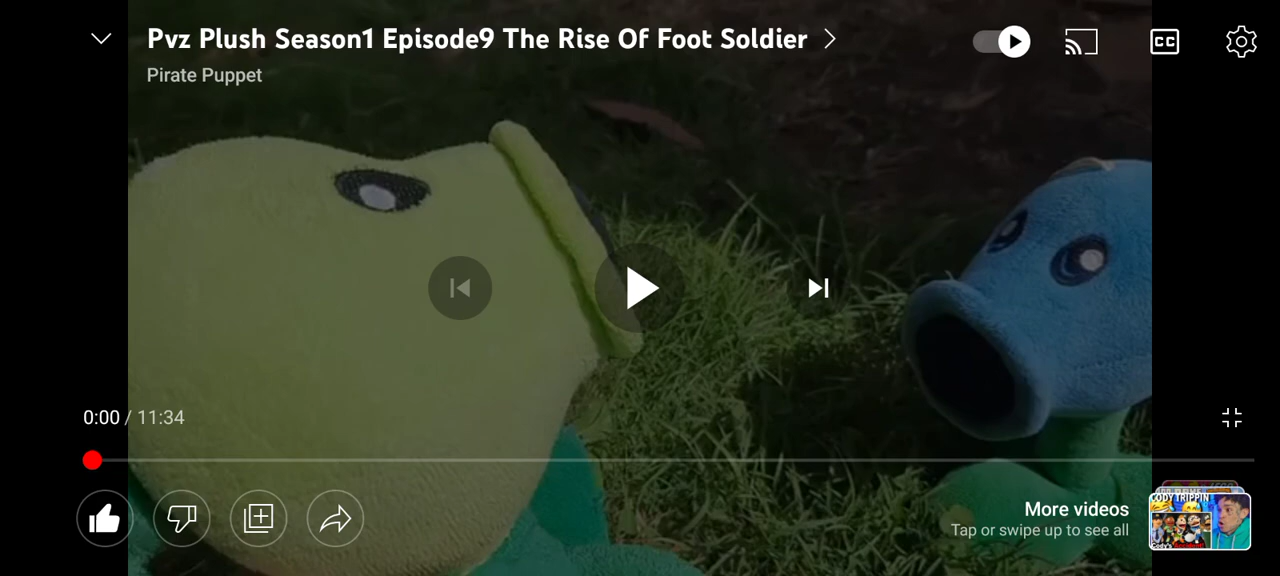 Pvz Plush Season1 Episode9 The Rise Of Foot Soldier
Pirate Puppet
CC
0:00 / 11:34
More videos
Tap or swipe up to see all
CODY TRIPPIN